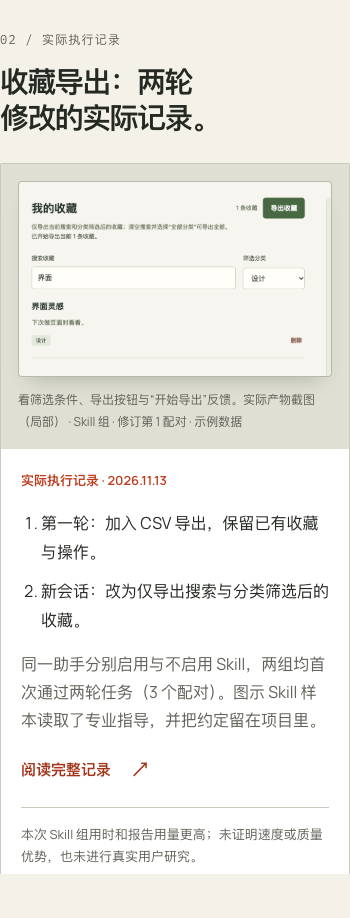 02 / 实际执行记录
收藏导出：两轮
修改的实际记录。
我的收藏
1 条收藏
导出收藏
仅导出当前搜索和分类筛选后的收藏；清空搜索并选择“全部分类”可导出全部。
已开始导出当前 1 条收藏。
搜索收藏
筛选分类
界面
设计
界面灵感
下次做页面时看看。
设计
删除
看筛选条件、导出按钮与“开始导出”反馈。实际产物截图
（局部）· Skill 组 · 修订第 1 配对 · 示例数据
实际执行记录 · 2026.11.13
1. 第一轮：加入 CSV 导出，保留已有收藏
与操作。
2. 新会话：改为仅导出搜索与分类筛选后的
收藏。
同一助手分别启用与不启用 Skill，两组均首
次通过两轮任务（3 个配对）。图示 Skill 样
本读取了专业指导，并把约定留在项目里。
阅读完整记录 ↗
本次 Skill 组用时和报告用量更高；未证明速度或质量
优势，也未进行真实用户研究。